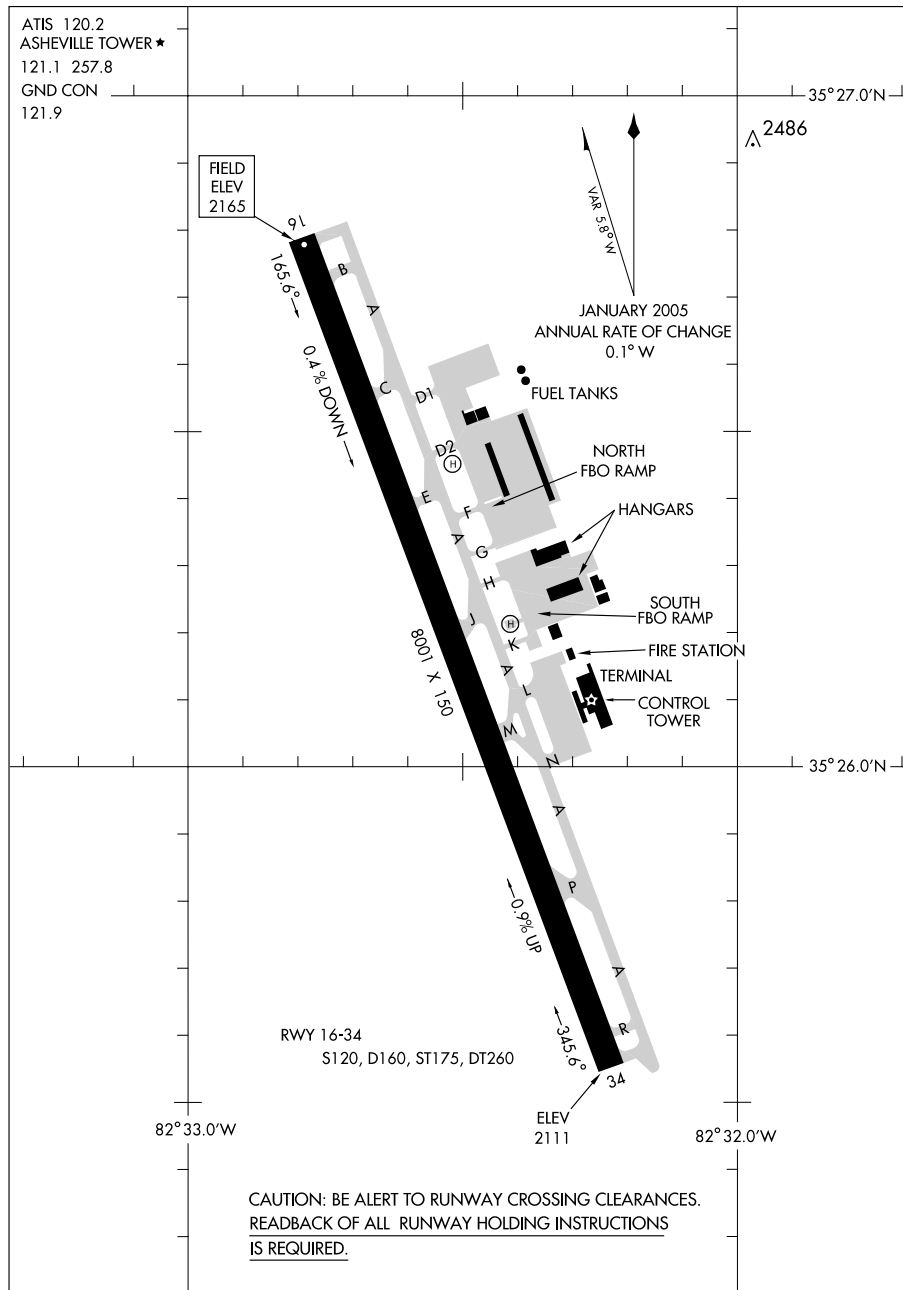 ATIS 120.2
ASHEVILLE TOWER ★
121.1 257.8
GND CON
121.9
35° 27.0'N
2486
FIELD
ELEV
2165
16
VAR 5.8° W
165.6°
B
A
JANUARY 2005
ANNUAL RATE OF CHANGE
0.1° W
0.4 % DOWN
C
D1
FUEL TANKS
D2
H
NORTH
FBO RAMP
E
F
HANGARS
A
G
H
SOUTH
FBO RAMP
J
H
K
FIRE STATION
8001 X 150
A
L
TERMINAL
CONTROL
TOWER
M
N
35° 26.0'N
A
P
0.9% UP
A
R
RWY 16-34
S120, D160, ST175, DT260
345.6°
34
ELEV
2111
82° 33.0'W
82° 32.0'W
CAUTION: BE ALERT TO RUNWAY CROSSING CLEARANCES.
READBACK OF ALL RUNWAY HOLDING INSTRUCTIONS
IS REQUIRED.